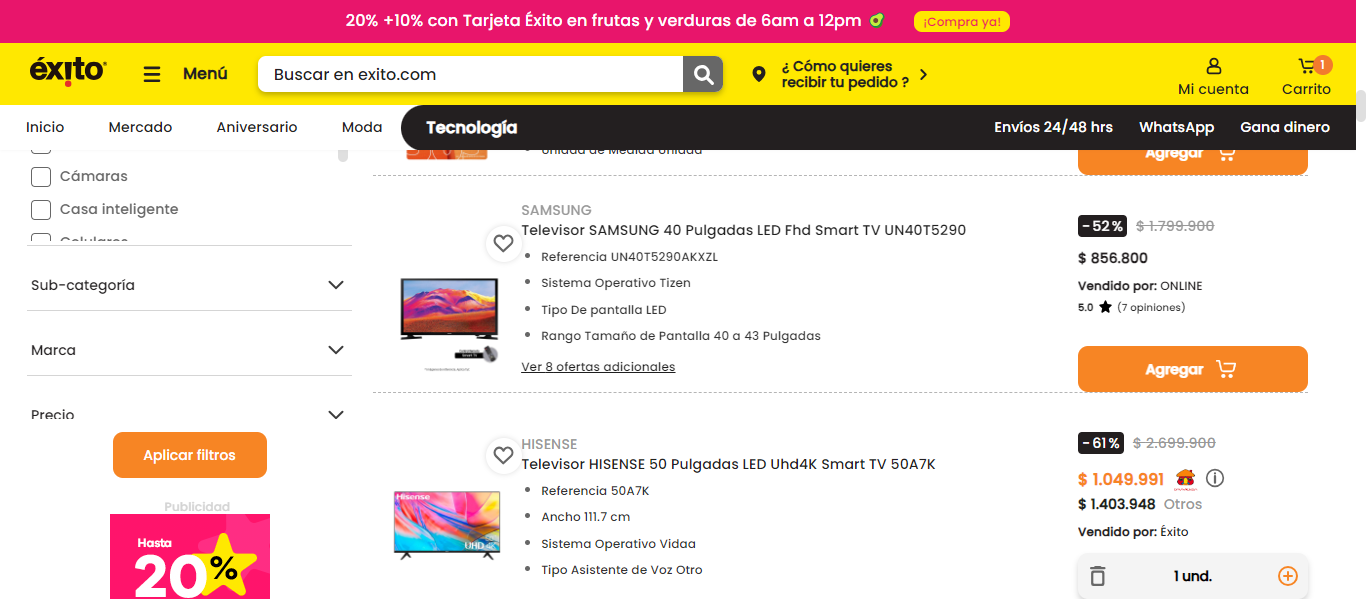 20% +10% con Tarjeta Éxito en frutas y verduras de 6am a 12pm
¡Compra ya!
éxito
Menú
Buscar en exito.com
¿ Cómo quieres
recibir tu pedido ?
Mi cuenta
1
Carrito
Inicio
Mercado
Aniversario
Moda
Tecnología
Envíos 24/48 hrs
WhatsApp
Gana dinero
Cámaras
Casa inteligente
Celulares
Sub-categoría
Marca
Precio
Aplicar filtros
Publicidad
Hasta
20%
Unidad de Medida Unidad
Agregar
SAMSUNG
Televisor SAMSUNG 40 Pulgadas LED Fhd Smart TV UN40T5290
Referencia UN40T5290AKXZL
Sistema Operativo Tizen
Tipo De pantalla LED
Rango Tamaño de Pantalla 40 a 43 Pulgadas
Ver 8 ofertas adicionales
- 52 % $ 1.799.900
$ 856.800
Vendido por: ONLINE
5.0 (7 opiniones)
Agregar
HISENSE
Televisor HISENSE 50 Pulgadas LED Uhd4K Smart TV 50A7K
Referencia 50A7K
Ancho 111.7 cm
Sistema Operativo Vidaa
Tipo Asistente de Voz Otro
Hisense
UHD
- 61 % $ 2.699.900
$ 1.049.991
$ 1.403.948 Otros
Vendido por: Éxito
1 und.